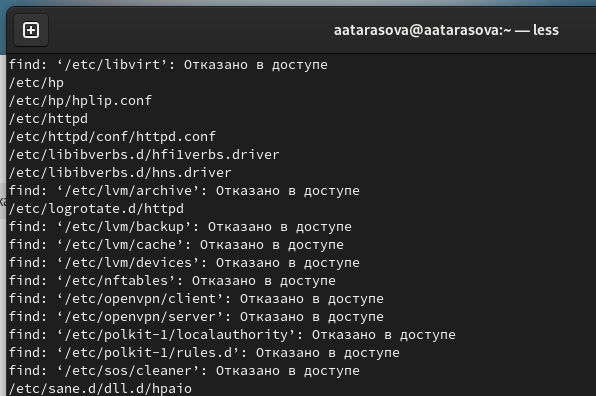 aatarasova@aatarasova:~ — less
find: ‘/etc/libvirt’: Отказано в доступе
/etc/hp
/etc/hp/hplip.conf
/etc/httpd
/etc/httpd/conf/httpd.conf
/etc/libibverbs.d/hfi1verbs.driver
/etc/libibverbs.d/hns.driver
find: ‘/etc/lvm/archive’: Отказано в доступе
/etc/logrotate.d/httpd
find: ‘/etc/lvm/backup’: Отказано в доступе
find: ‘/etc/lvm/cache’: Отказано в доступе
find: ‘/etc/lvm/devices’: Отказано в доступе
find: ‘/etc/nftables’: Отказано в доступе
find: ‘/etc/openvpn/client’: Отказано в доступе
find: ‘/etc/openvpn/server’: Отказано в доступе
find: ‘/etc/polkit-1/localauthority’: Отказано в доступе
find: ‘/etc/polkit-1/rules.d’: Отказано в доступе
find: ‘/etc/sos/cleaner’: Отказано в доступе
/etc/sane.d/dll.d/hpaio